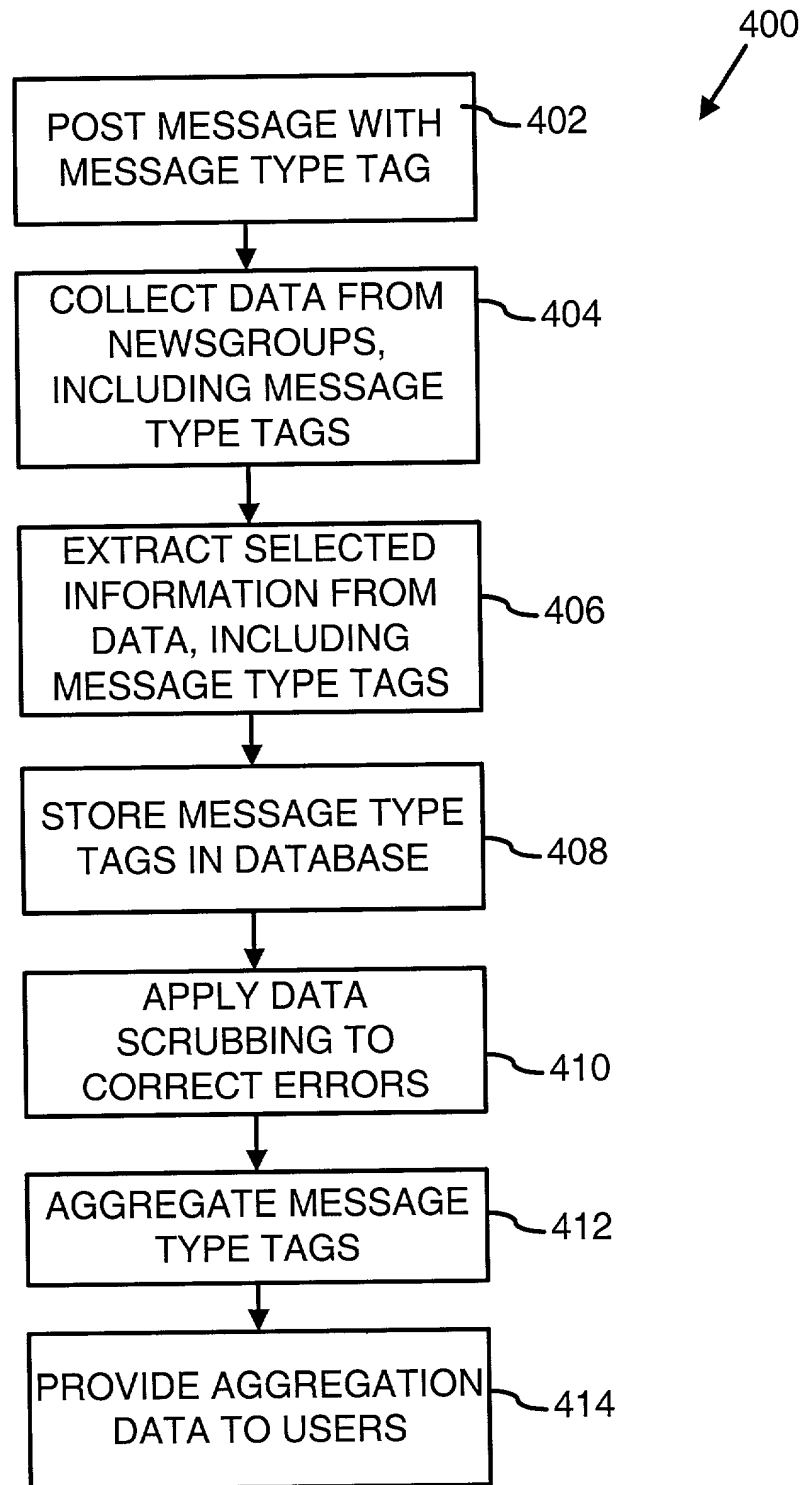 400
POST MESSAGE WITH
MESSAGE TYPE TAG
402
COLLECT DATA FROM
NEWSGROUPS,
INCLUDING MESSAGE
TYPE TAGS
404
EXTRACT SELECTED
INFORMATION FROM
DATA, INCLUDING
MESSAGE TYPE TAGS
406
STORE MESSAGE TYPE
TAGS IN DATABASE
408
APPLY DATA
SCRUBBING TO
CORRECT ERRORS
410
AGGREGATE MESSAGE
TYPE TAGS
412
PROVIDE AGGREGATION
DATA TO USERS
414